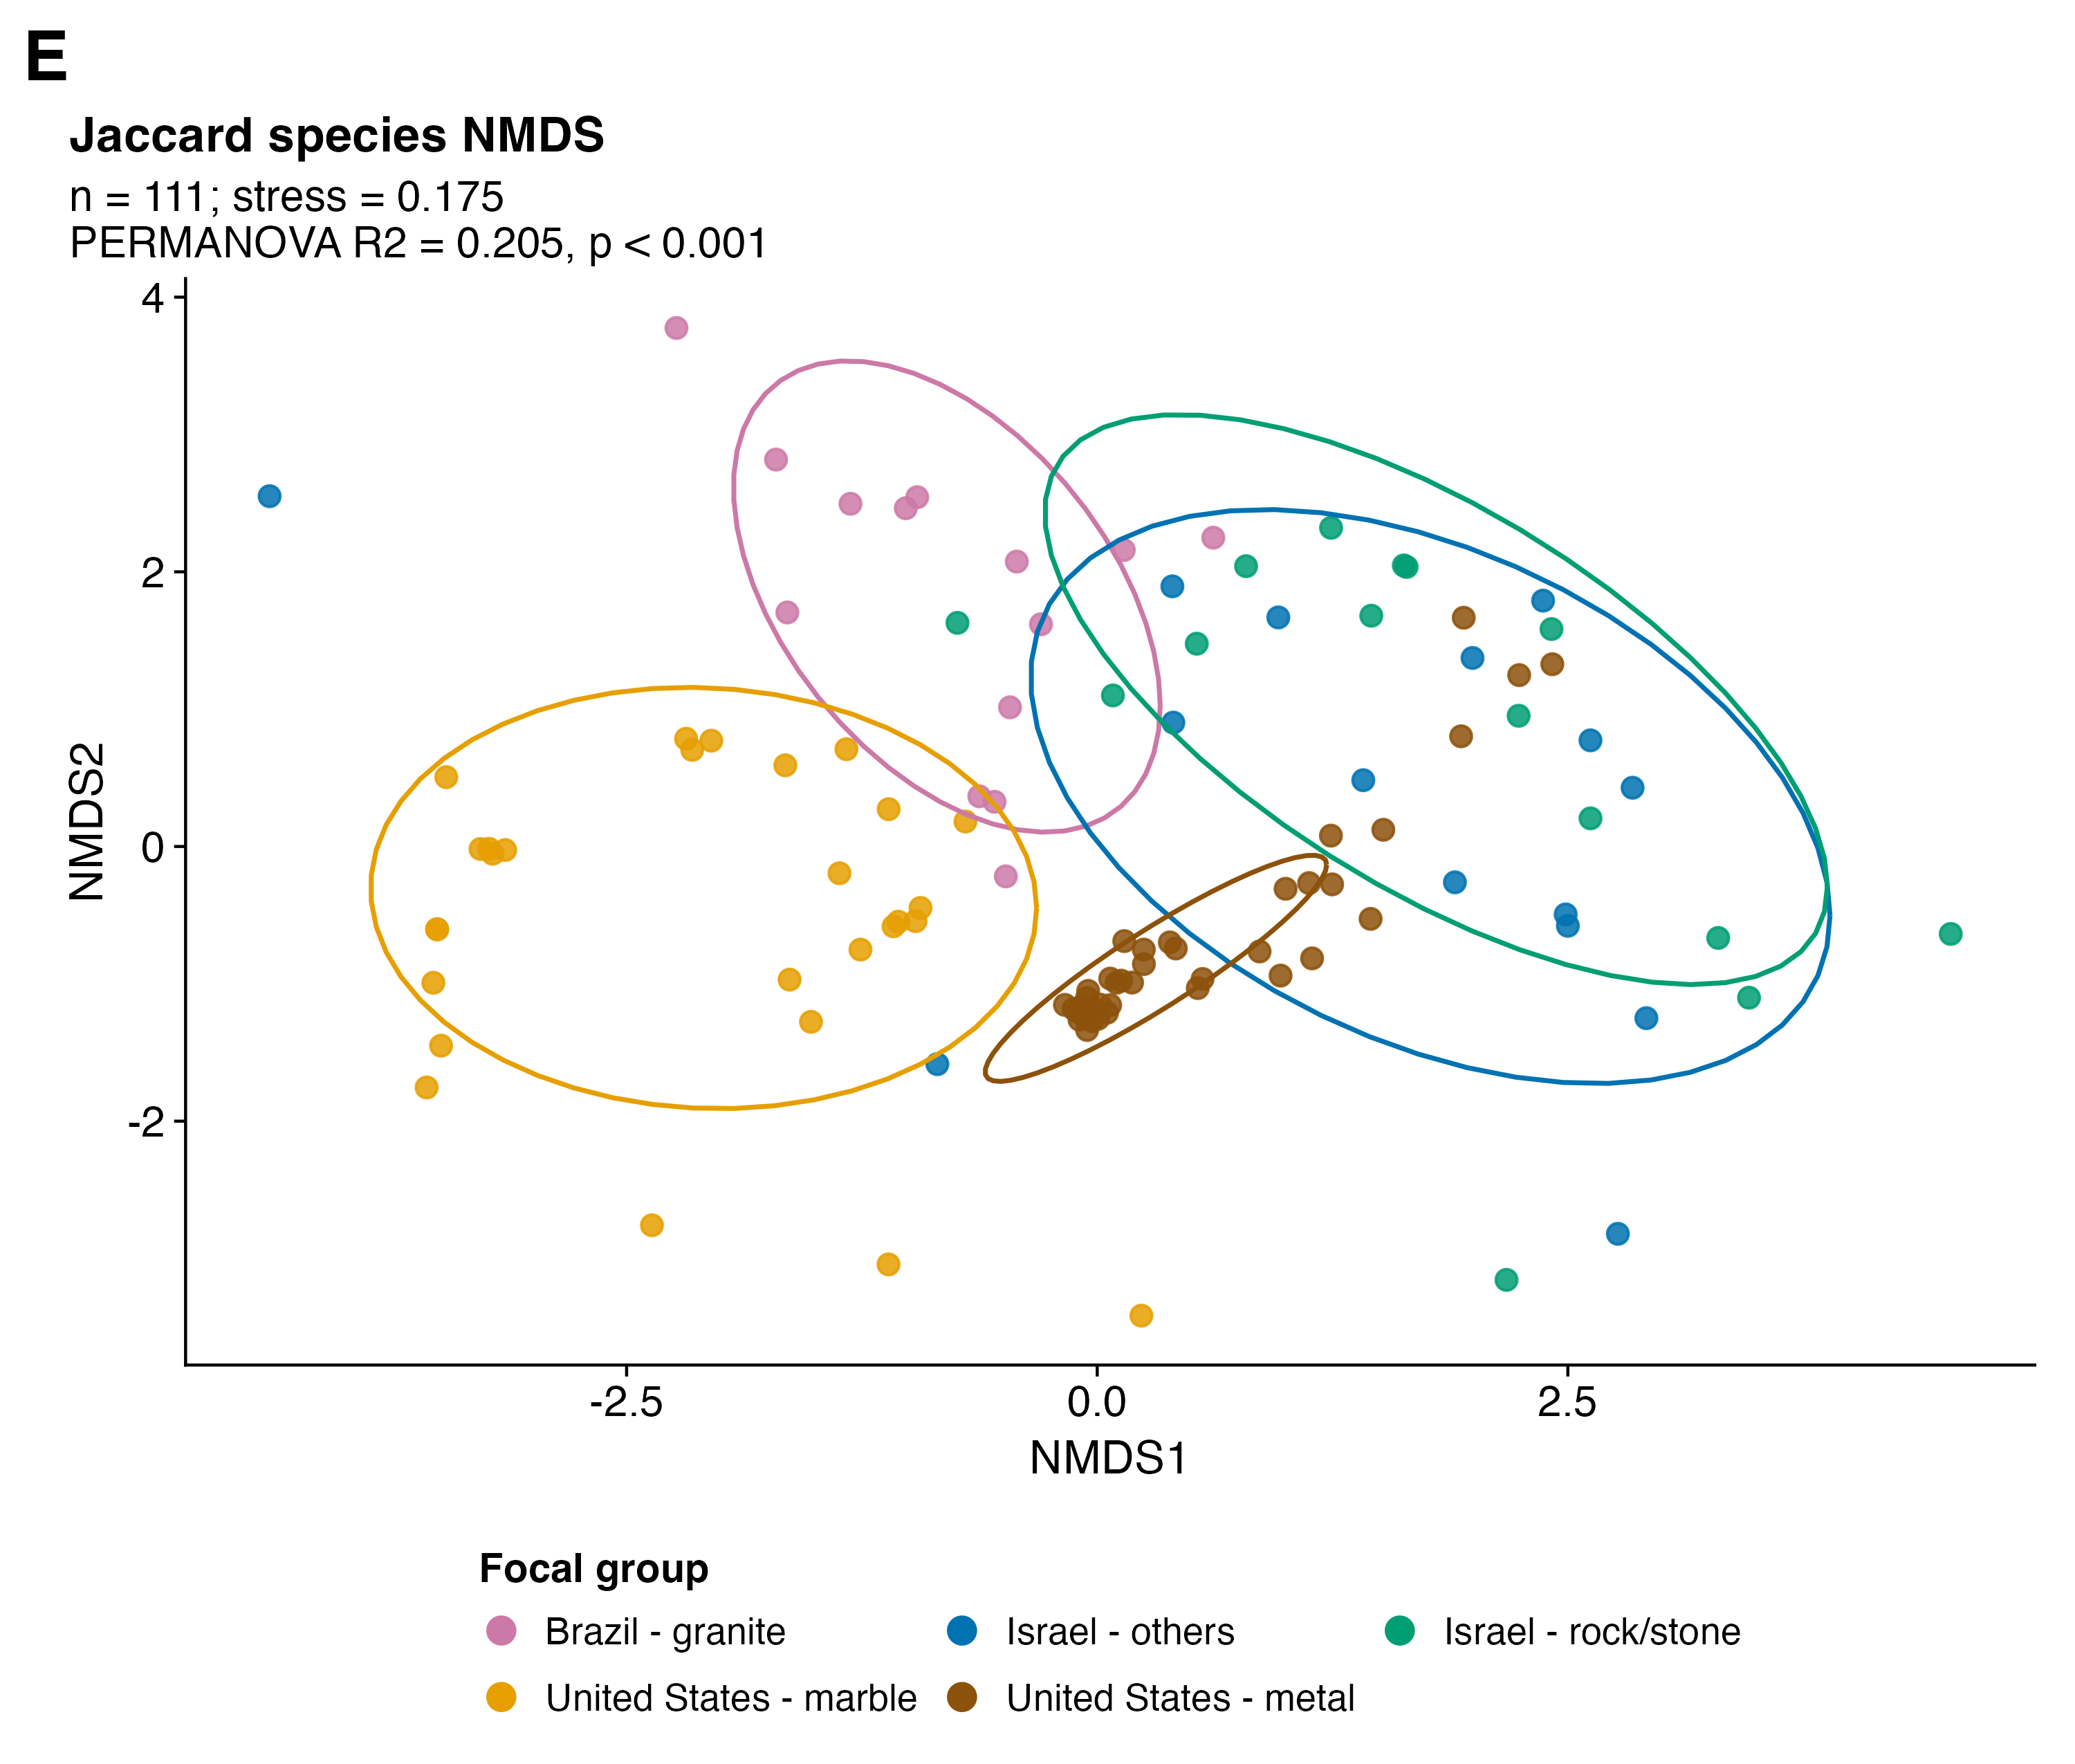 E
Jaccard species NMDS
n = 111; stress = 0.175
PERMANOVA R2 = 0.205, p < 0.001
4
2
0
-2
NMDS2
-2.5 0.0 2.5
NMDS1
Focal group
Brazil - granite Israel - others Israel - rock/stone
United States - marble United States - metal